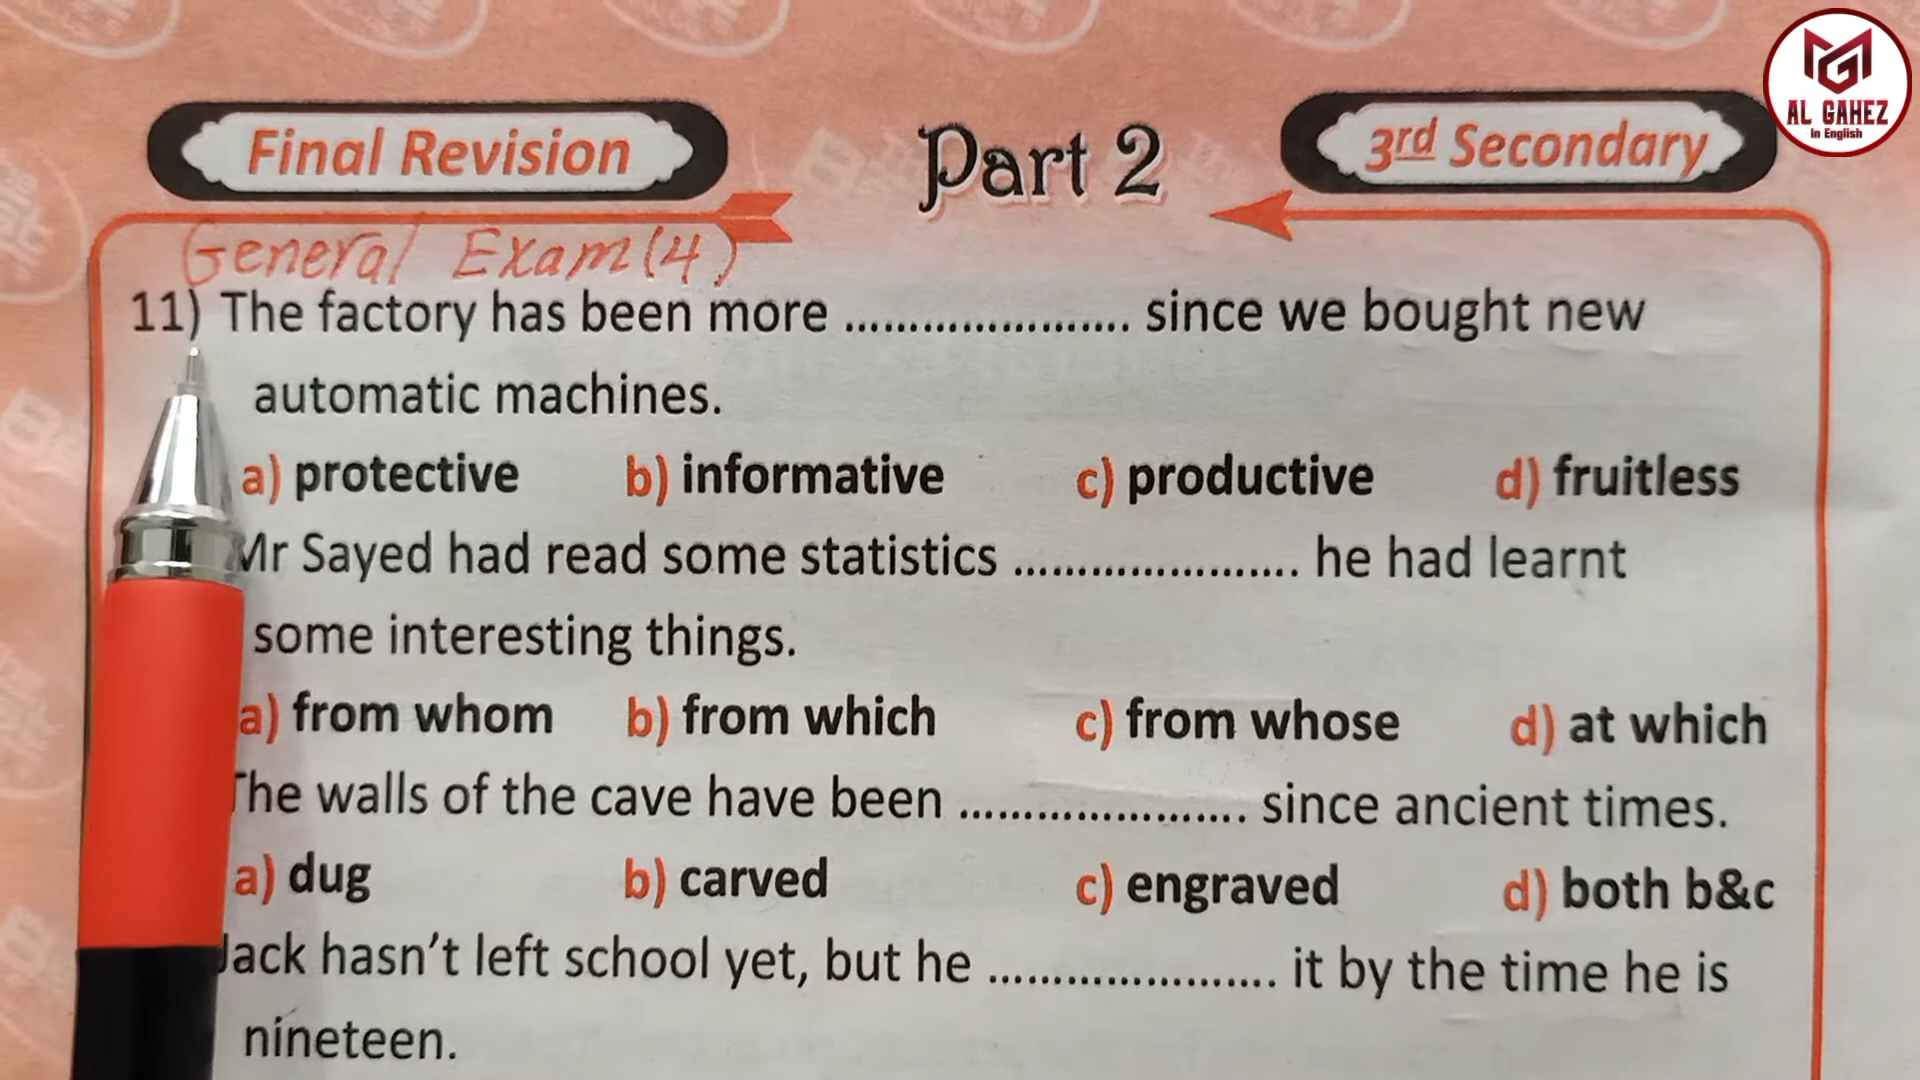 AL GAHEZ
in English
Final Revision
Part 2
3rd Secondary
General Exam (4)
11) The factory has been more ...................... since we bought new
automatic machines.
a) protective b) informative c) productive d) fruitless
Mr Sayed had read some statistics ...................... he had learnt
some interesting things.
a) from whom b) from which c) from whose d) at which
The walls of the cave have been ...................... since ancient times.
a) dug b) carved c) engraved d) both b&c
Jack hasn't left school yet, but he ...................... it by the time he is
nineteen.